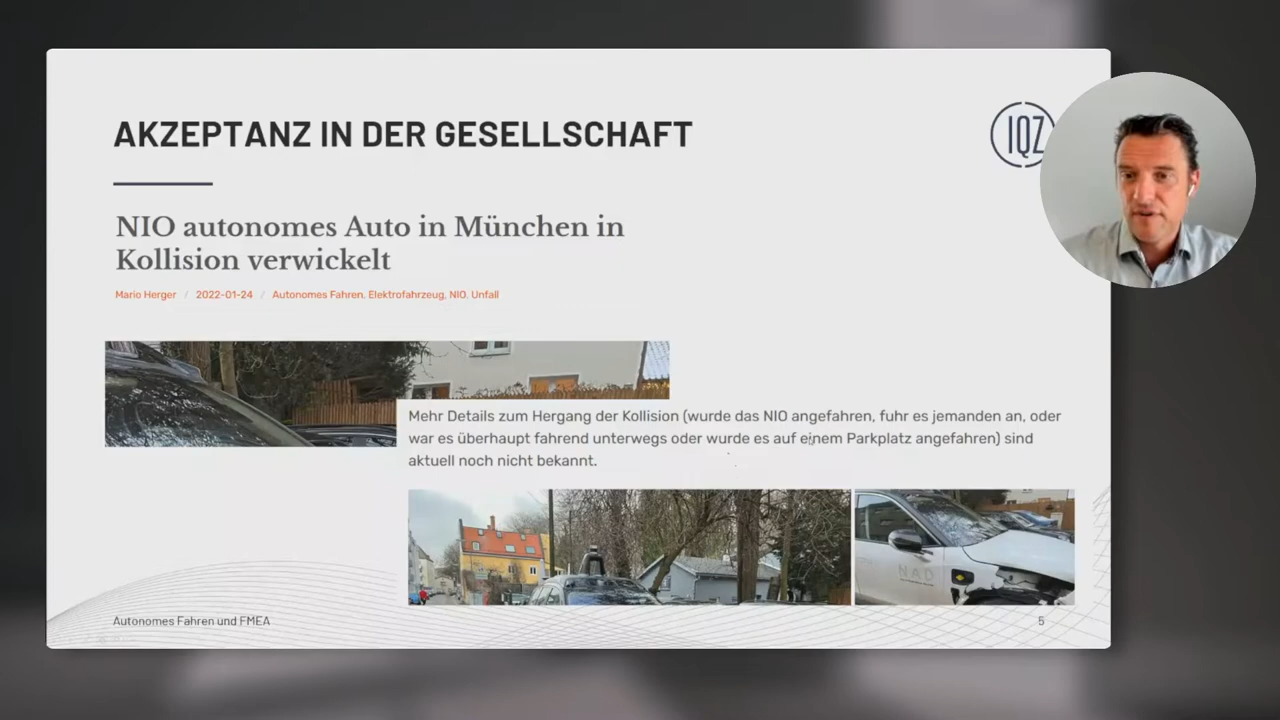 AKZEPTANZ IN DER GESELLSCHAFT
IQZ
NIO autonomes Auto in München in
Kollision verwickelt
Mario Herger / 2022-01-24 / Autonomes Fahren, Elektrofahrzeug, NIO, Unfall
Mehr Details zum Hergang der Kollision (wurde das NIO angefahren, fuhr es jemanden an, oder
war es überhaupt fahrend unterwegs oder wurde es auf einem Parkplatz angefahren) sind
aktuell noch nicht bekannt.
NAD
Autonomes Fahren und FMEA
5